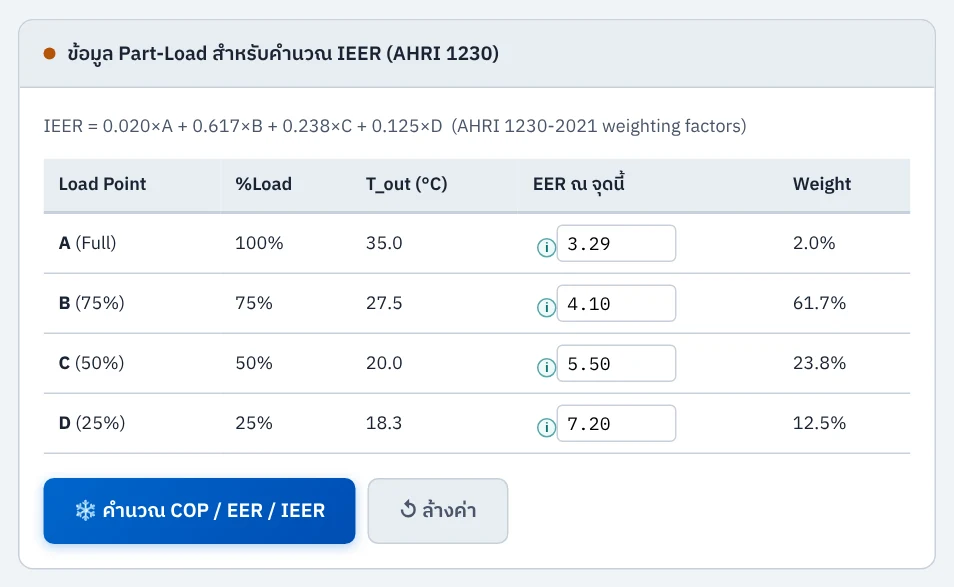 ข้อมูล Part-Load สำหรับคำนวณ IEER (AHRI 1230)
IEER = 0.020×A + 0.617×B + 0.238×C + 0.125×D (AHRI 1230-2021 weighting factors)
Load Point %Load T_out (°C) EER ณ จุดนี้ Weight
A (Full) 100% 35.0 i 3.29 2.0%
B (75%) 75% 27.5 i 4.10 61.7%
C (50%) 50% 20.0 i 5.50 23.8%
D (25%) 25% 18.3 i 7.20 12.5%
❄ คำนวณ COP / EER / IEER ↺ ล้างค่า